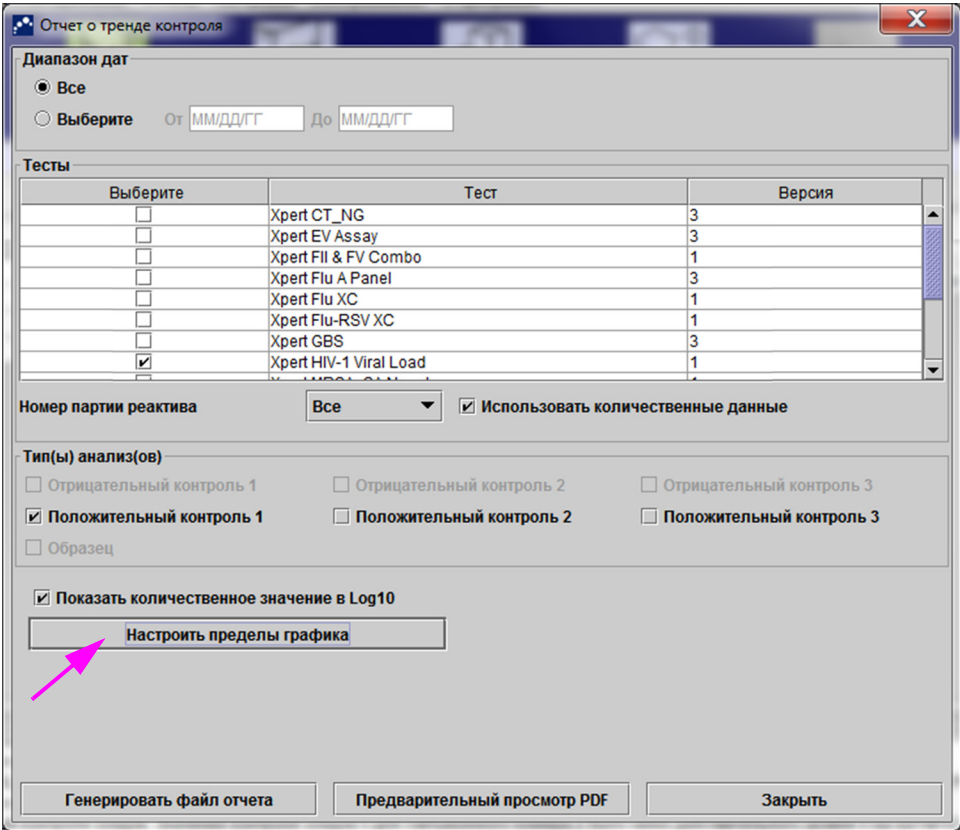 Отчет о тренде контроля
Диапазон дат
Все
Выберите От ММ/ДД/ГГ До ММ/ДД/ГГ
Тесты
Выберите Тест Версия
Xpert CT_NG 3
Xpert EV Assay 3
Xpert FII & FV Combo 1
Xpert Flu A Panel 3
Xpert Flu XC 1
Xpert Flu-RSV XC 1
Xpert GBS 3
Xpert HIV-1 Viral Load 1
Номер партии реактива Все Использовать количественные данные
Тип(ы) анализ(ов)
Отрицательный контроль 1 Отрицательный контроль 2 Отрицательный контроль 3
Положительный контроль 1 Положительный контроль 2 Положительный контроль 3
Образец
Показать количественное значение в Log10
Настроить пределы графика
Генерировать файл отчета Предварительный просмотр PDF Закрыть